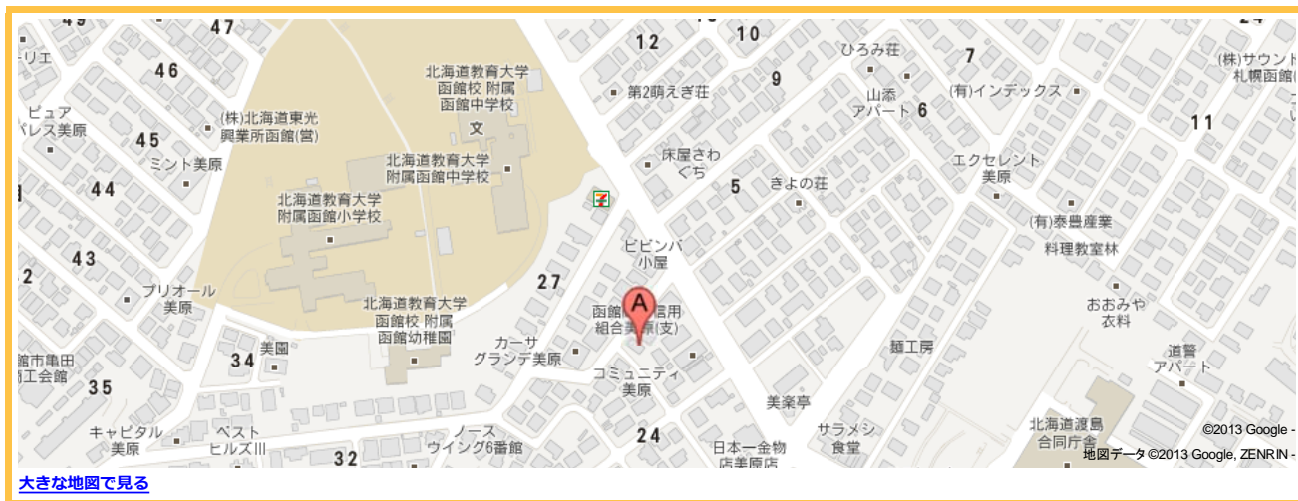 49
47
12
10
24
ーリエ
46
北海道教育大学
函館校 附属
函館中学校
第2萌えぎ荘
9
ひろみ荘
山添
アパート
7
(有)インデックス
6
(株)サウンド
札幌函館(
11
ピュア
パレス美原
(株)北海道東光
興業所函館(営)
45
ミント美原
44
文
北海道教育大学
附属函館中学校
北海道教育大学
附属函館小学校
床屋さわ
ぐち
5
きよの荘
エクセレント
美原
(有)泰豊産業
料理教室林
43
プリオール
美原
ビビンバ
小屋
27
A
函館
信用
組合美原(支)
おおみや
衣料
北海道教育大学
函館校 附属
函館幼稚園
カーサ
グランデ美原
コミュニティ
美原
麺工房
道警
アパート
34
美園
館市亀田
商工会館
35
キャピタル
美原
ベスト
ヒルズIII
32
ノース
ウイング6番館
24
日本一金物
店美原店
美楽亭
サラメシ
食堂
北海道渡島
合同庁舎
©2013 Google -
地図データ ©2013 Google, ZENRIN -
大きな地図で見る